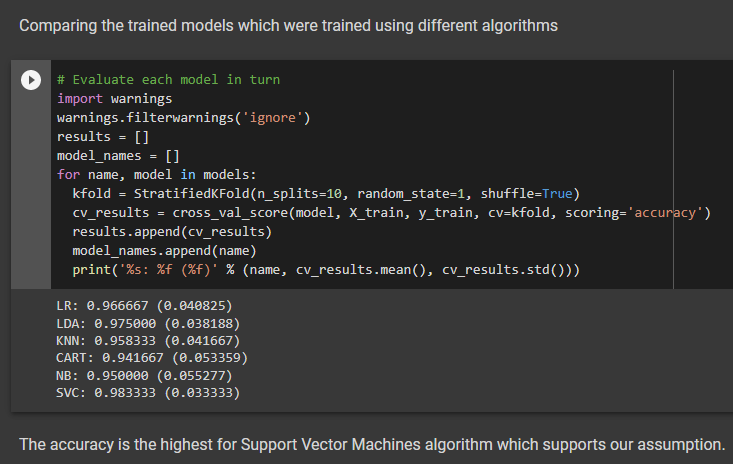 Comparing the trained models which were trained using different algorithms
# Evaluate each model in turn
import warnings
warnings.filterwarnings('ignore')
results = []
model_names = []
for name, model in models:
  kfold = StratifiedKFold(n_splits=10, random_state=1, shuffle=True)
  cv_results = cross_val_score(model, X_train, y_train, cv=kfold, scoring='accuracy')
  results.append(cv_results)
  model_names.append(name)
  print('%s: %f (%f)' % (name, cv_results.mean(), cv_results.std()))
LR: 0.966667 (0.040825)
LDA: 0.975000 (0.038188)
KNN: 0.958333 (0.041667)
CART: 0.941667 (0.053359)
NB: 0.950000 (0.055277)
SVC: 0.983333 (0.033333)
The accuracy is the highest for Support Vector Machines algorithm which supports our assumption.